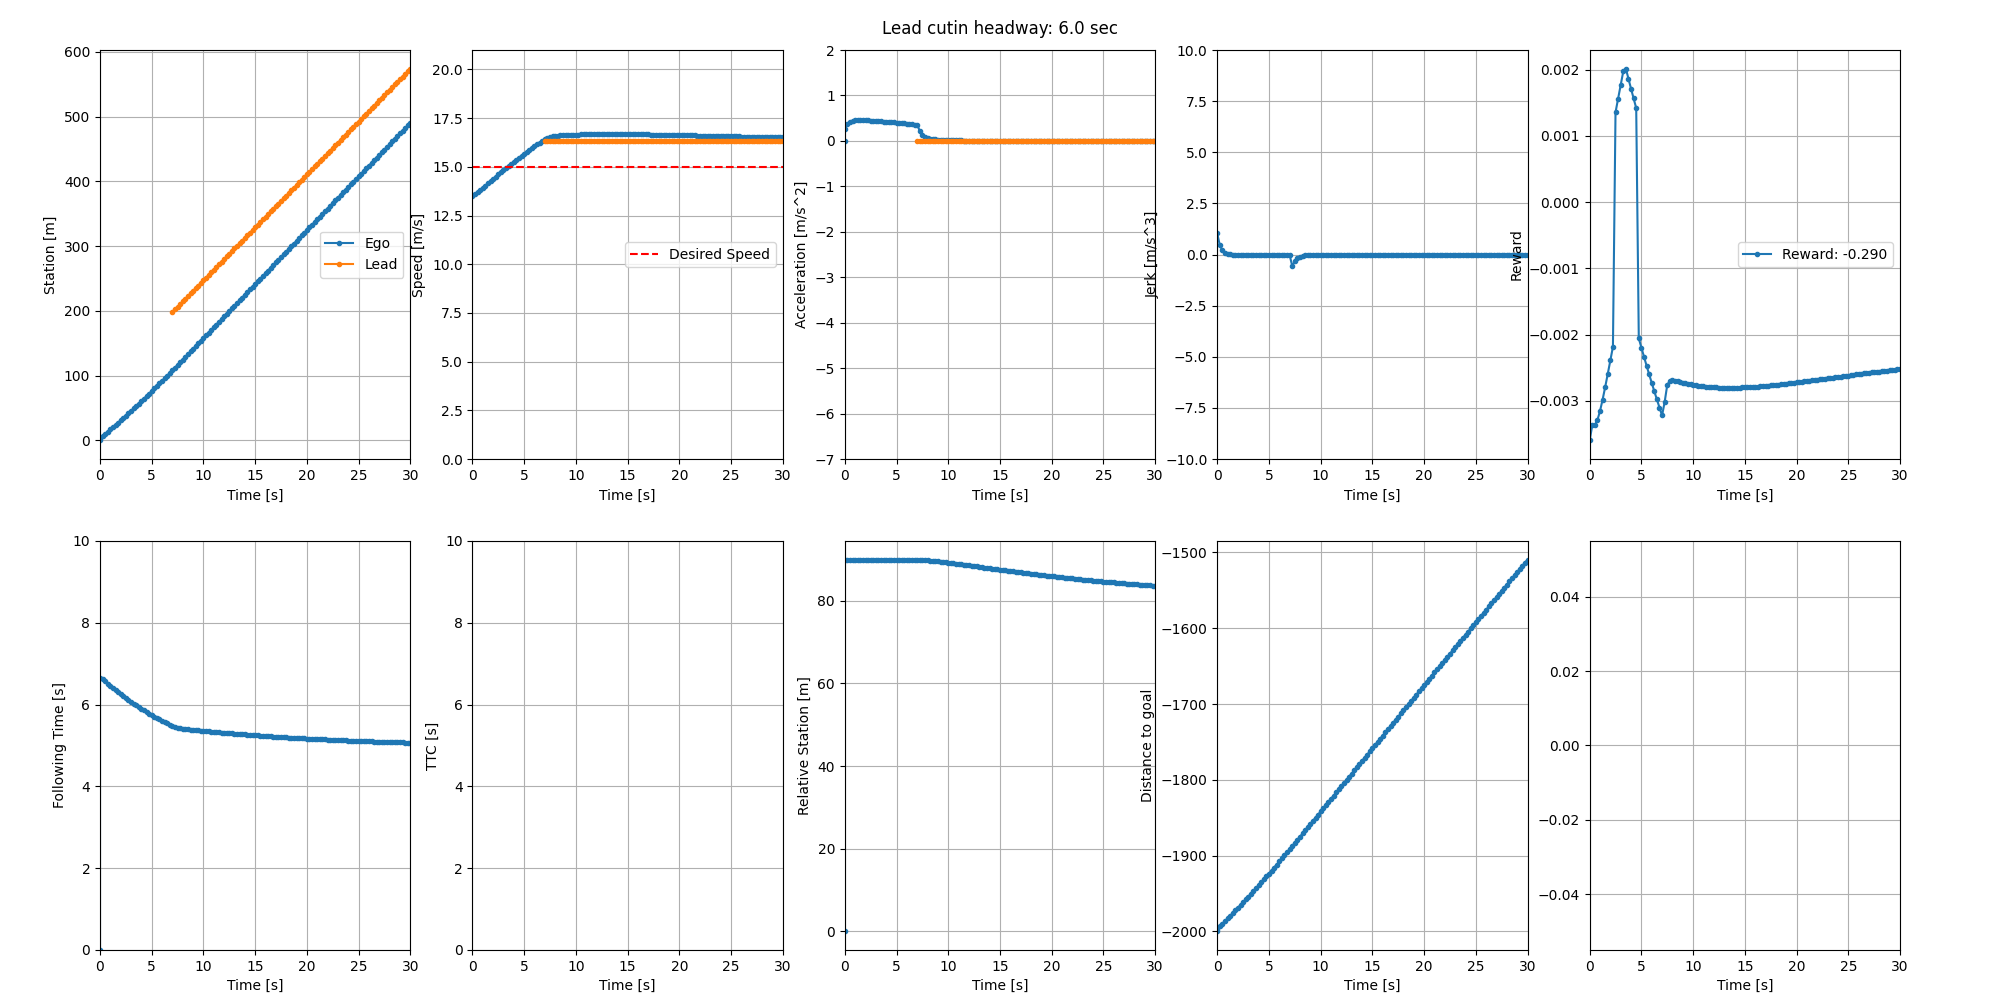 Lead cutin headway: 6.0 sec
Station [m]
600
500
400
300
200
100
0
Ego
Lead
0 5 10 15 20 25 30
Time [s]
Speed [m/s]
20.0
17.5
15.0
12.5
10.0
7.5
5.0
2.5
0.0
Desired Speed
0 5 10 15 20 25 30
Time [s]
Acceleration [m/s^2]
2
1
0
−1
−2
−3
−4
−5
−6
−7
0 5 10 15 20 25 30
Time [s]
Jerk [m/s^3]
10.0
7.5
5.0
2.5
0.0
−2.5
−5.0
−7.5
−10.0
0 5 10 15 20 25 30
Time [s]
Reward
0.002
0.001
0.000
−0.001
−0.002
−0.003
Reward: -0.290
0 5 10 15 20 25 30
Time [s]
Following Time [s]
10
8
6
4
2
0
0 5 10 15 20 25 30
Time [s]
TTC [s]
10
8
6
4
2
0
0 5 10 15 20 25 30
Time [s]
Relative Station [m]
80
60
40
20
0
0 5 10 15 20 25 30
Time [s]
Distance to goal
−1500
−1600
−1700
−1800
−1900
−2000
0 5 10 15 20 25 30
Time [s]
0.04
0.02
0.00
−0.02
−0.04
0 5 10 15 20 25 30
Time [s]